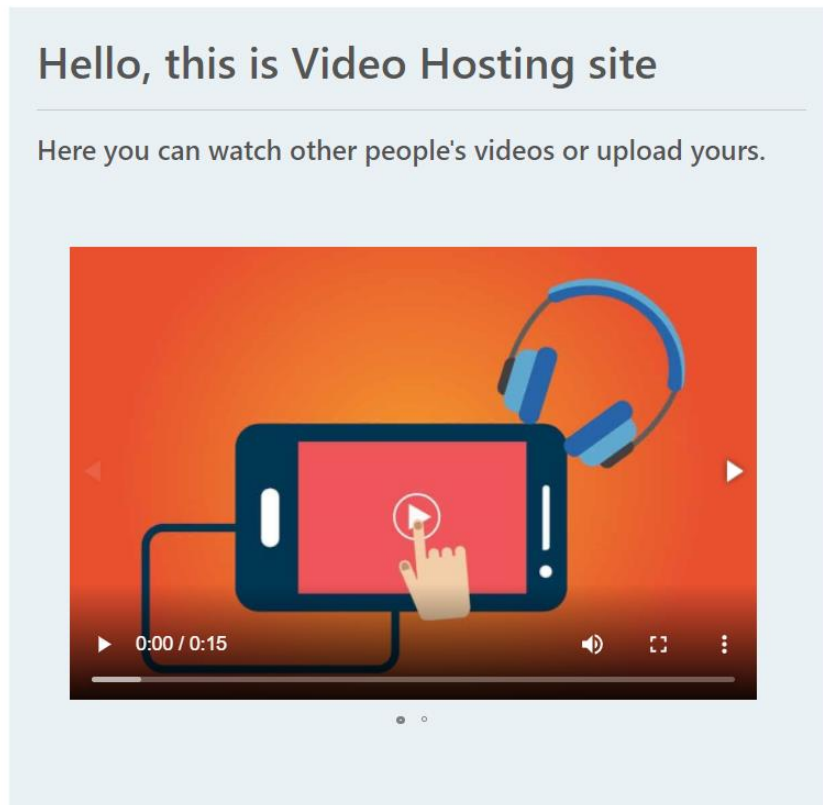 Hello, this is Video Hosting site
Here you can watch other people's videos or upload yours.
0:00 / 0:15